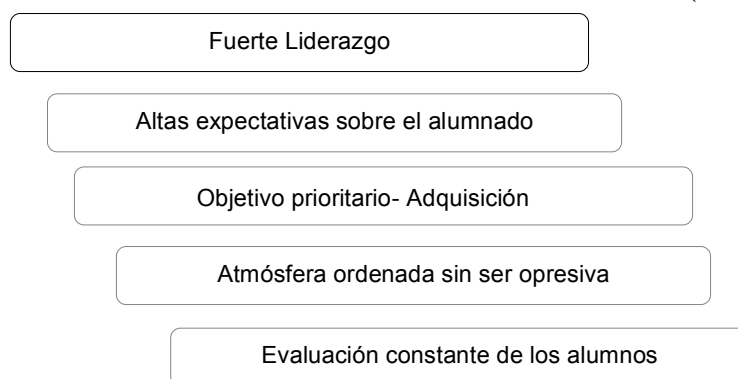 Fuerte Liderazgo
Altas expectativas sobre el alumnado
Objetivo prioritario- Adquisición
Atmósfera ordenada sin ser opresiva
Evaluación constante de los alumnos